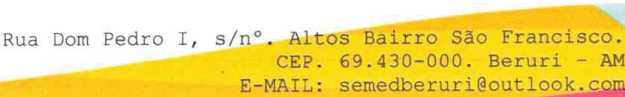 Rua Dom Pedro I, s/nº. Altos Bairro São Francisco.
CEP. 69.430-000. Beruri - AM
E-MAIL: semedberuri@outlook.com